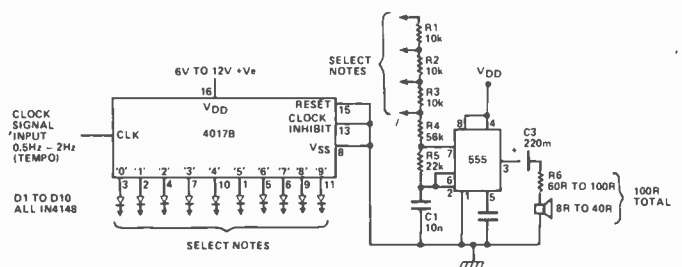 6V TO 12V +Ve
16
VDD
RESET
15
CLOCK
INHIBIT
13
VSS
8
4017B
CLK
CLOCK
SIGNAL
INPUT
0.5Hz – 2Hz
(TEMPO)
'0' '1' '2' '3' '4' '5' '6' '7' '8' '9'
3 2 4 7 10 1 5 6 9 11
D1 TO D10
ALL IN4148
SELECT NOTES
SELECT
NOTES
R1
10k
R2
10k
R3
10k
R4
56k
R5
22k
C1
10n
VDD
8
4
7
555
3
6
2
1
5
+
C3
220m
R6
60R TO 100R
8R TO 40R
100R
TOTAL